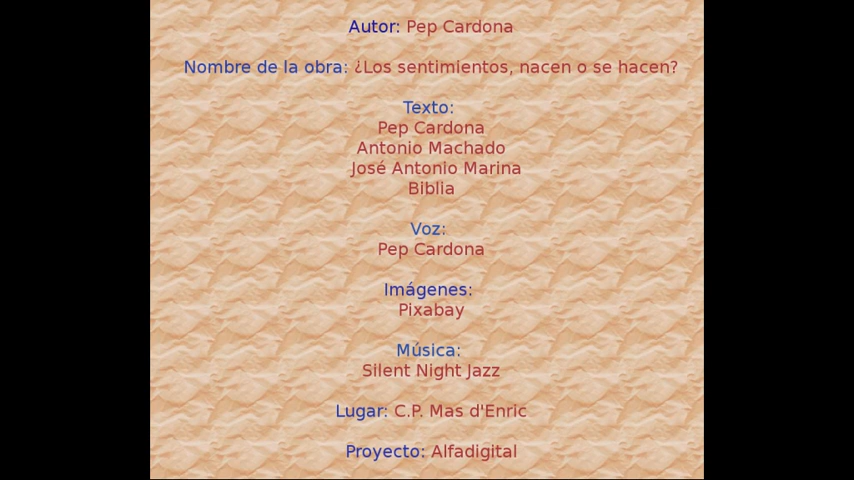 Autor: Pep Cardona
Nombre de la obra: ¿Los sentimientos, nacen o se hacen?
Texto:
Pep Cardona
Antonio Machado
José Antonio Marina
Biblia
Voz:
Pep Cardona
Imágenes:
Pixabay
Música:
Silent Night Jazz
Lugar: C.P. Mas d'Enric
Proyecto: Alfadigital